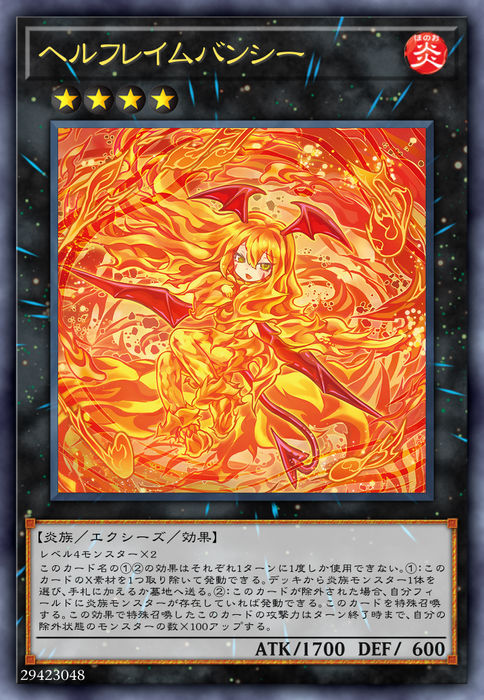 ヘルフレイムバンシー
ほのお
炎
【炎族／エクシーズ／効果】
レベル4モンスター×2
このカード名の①②の効果はそれぞれ1ターンに1度しか使用できない。①：この
カードのX素材を1つ取り除いて発動できる。デッキから炎族モンスター1体を
選び、手札に加えるか墓地へ送る。②：このカードが除外された場合、自分フィ
ールドに炎族モンスターが存在していれば発動できる。このカードを特殊召喚
する。この効果で特殊召喚したこのカードの攻撃力はターン終了時まで、自分の
除外状態のモンスターの数×100アップする。
ATK/1700 DEF/ 600
29423048